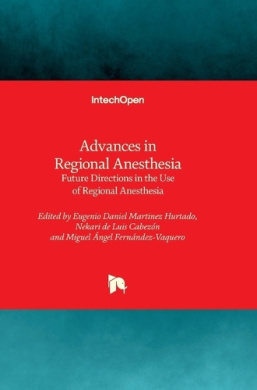 IntechOpen
Advances in
Regional Anesthesia
Future Directions in the Use
of Regional Anesthesia
Edited by Eugenio Daniel Martinez Hurtado,
Nekari de Luis Cabezón
and Miguel Ángel Fernández-Vaquero